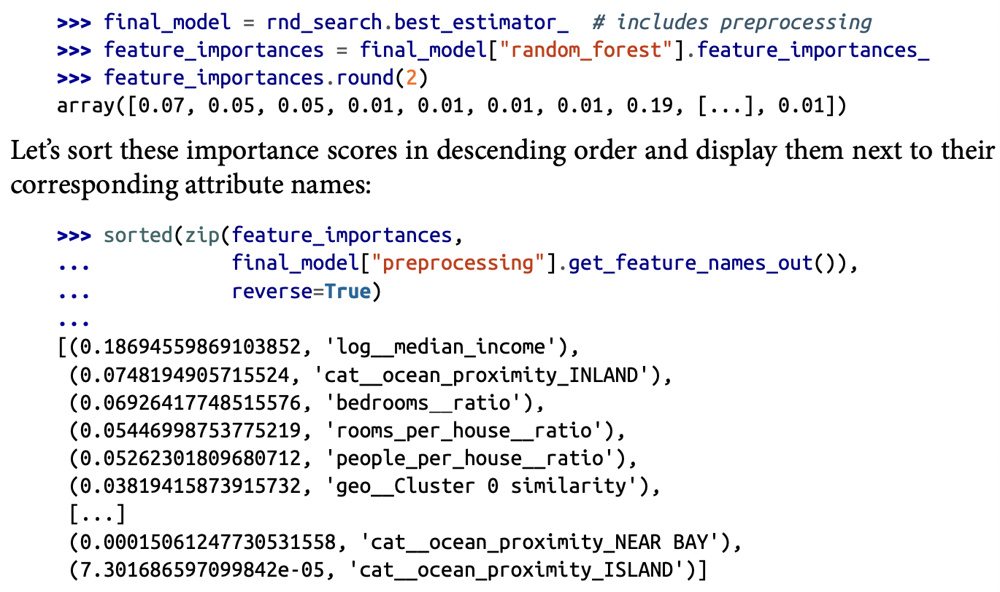 >>> final_model = rnd_search.best_estimator_  # includes preprocessing
>>> feature_importances = final_model["random_forest"].feature_importances_
>>> feature_importances.round(2)
array([0.07, 0.05, 0.05, 0.01, 0.01, 0.01, 0.01, 0.19, [...], 0.01])
Let’s sort these importance scores in descending order and display them next to their
corresponding attribute names:
>>> sorted(zip(feature_importances,
...            final_model["preprocessing"].get_feature_names_out()),
...            reverse=True)
...
[(0.18694559869103852, 'log__median_income'),
 (0.0748194905715524, 'cat__ocean_proximity_INLAND'),
 (0.06926417748515576, 'bedrooms__ratio'),
 (0.05446998753775219, 'rooms_per_house__ratio'),
 (0.05262301809680712, 'people_per_house__ratio'),
 (0.03819415873915732, 'geo__Cluster 0 similarity'),
 [...]
 (0.00015061247730531558, 'cat__ocean_proximity_NEAR BAY'),
 (7.301686597099842e-05, 'cat__ocean_proximity_ISLAND')]